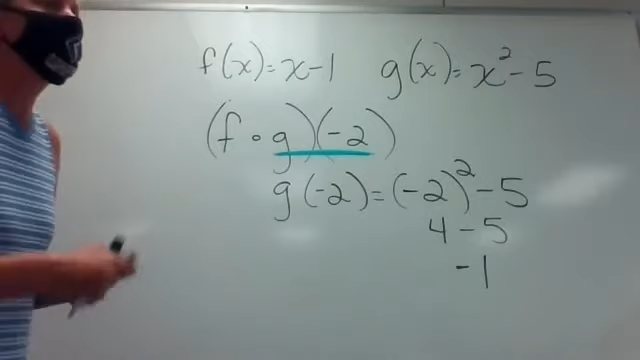 f(x)=x-1 g(x)=x²-5
(f∘g)(-2)
g(-2)=(-2)²-5
4-5
-1